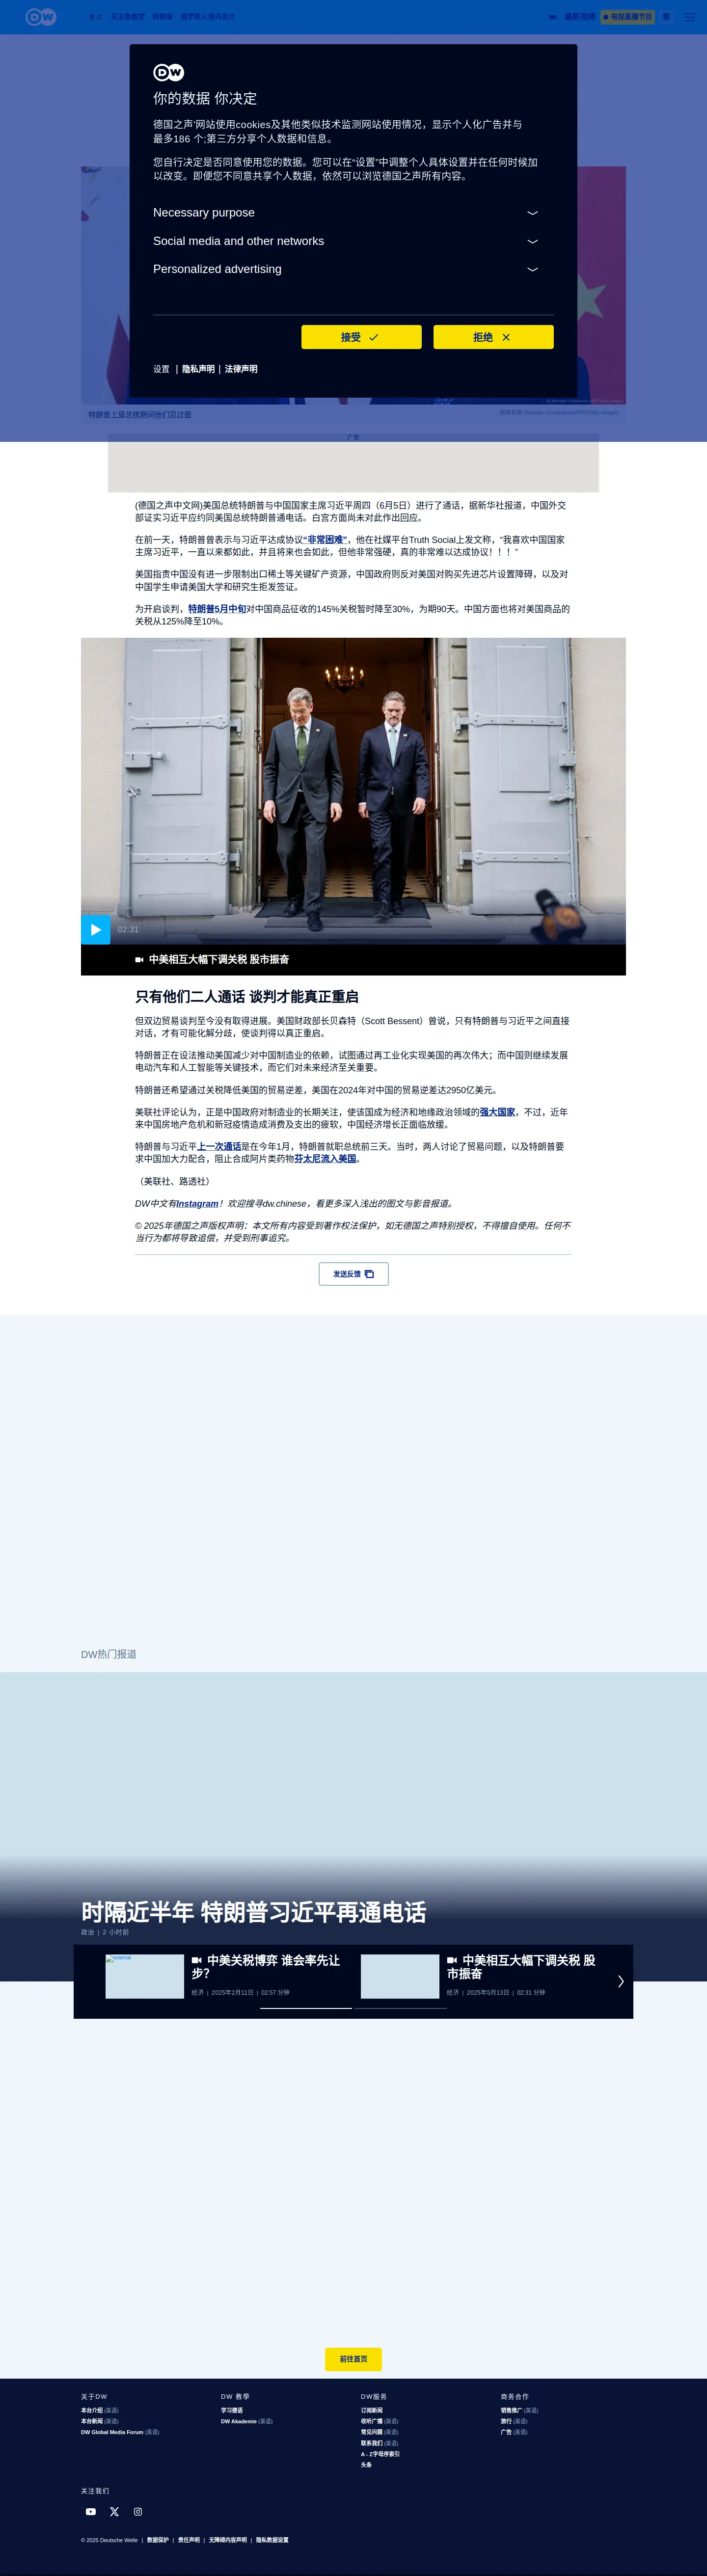 DW
焦点 天主教教宗 特朗普 俄罗斯入侵乌克兰
最新视频 电视直播节目
DW
你的数据 你决定
德国之声'网站使用cookies及其他类似技术监测网站使用情况，显示个人化广告并与
最多186 个;第三方分享个人数据和信息。
您自行决定是否同意使用您的数据。您可以在"设置"中调整个人具体设置并在任何时候加
以改变。即便您不同意共享个人数据，依然可以浏览德国之声所有内容。
Necessary purpose
Social media and other networks
Personalized advertising
接受 拒绝
设置 | 隐私声明 | 法律声明
特朗普上届总统期间他们见过面
图像来源: Brendan Smialowski/AFP/Getty Images
广告
(德国之声中文网)美国总统特朗普与中国国家主席习近平周四（6月5日）进行了通话，据新华社报道，中国外交
部证实习近平应约同美国总统特朗普通电话。白宫方面尚未对此作出回应。
在前一天，特朗普曾表示与习近平达成协议“非常困难”，他在社媒平台Truth Social上发文称，“我喜欢中国国家
主席习近平，一直以来都如此，并且将来也会如此，但他非常强硬，真的非常难以达成协议！！！”
美国指责中国没有进一步限制出口稀土等关键矿产资源，中国政府则反对美国对购买先进芯片设置障碍，以及对
中国学生申请美国大学和研究生拒发签证。
为开启谈判，特朗普5月中旬对中国商品征收的145%关税暂时降至30%，为期90天。中国方面也将对美国商品的
关税从125%降至10%。
02:31
中美相互大幅下调关税 股市振奋
只有他们二人通话 谈判才能真正重启
但双边贸易谈判至今没有取得进展。美国财政部长贝森特（Scott Bessent）曾说，只有特朗普与习近平之间直接
对话，才有可能化解分歧，使谈判得以真正重启。
特朗普正在设法推动美国减少对中国制造业的依赖，试图通过再工业化实现美国的再次伟大；而中国则继续发展
电动汽车和人工智能等关键技术，而它们对未来经济至关重要。
特朗普还希望通过关税降低美国的贸易逆差，美国在2024年对中国的贸易逆差达2950亿美元。
美联社评论认为，正是中国政府对制造业的长期关注，使该国成为经济和地缘政治领域的强大国家，不过，近年
来中国房地产危机和新冠疫情造成消费及支出的疲软，中国经济增长正面临放缓。
特朗普与习近平上一次通话是在今年1月，特朗普就职总统前三天。当时，两人讨论了贸易问题，以及特朗普要
求中国加大力配合，阻止合成阿片类药物芬太尼流入美国。
（美联社、路透社）
DW中文有Instagram！欢迎搜寻dw.chinese，看更多深入浅出的图文与影音报道。
© 2025年德国之声版权声明：本文所有内容受到著作权法保护，如无德国之声特别授权，不得擅自使用。任何不
当行为都将导致追偿，并受到刑事追究。
发送反馈
DW热门报道
时隔近半年 特朗普习近平再通电话
政治 | 2 小时前
external
中美关税博弈 谁会率先让
步?
经济 | 2025年2月11日 | 02:57 分钟
中美相互大幅下调关税 股
市振奋
经济 | 2025年5月13日 | 02:31 分钟
前往首页
关于DW
本台介绍 (英语)
本台新闻 (英语)
DW Global Media Forum (英语)
DW 教学
学习德语
DW Akademie (英语)
DW服务
订阅新闻
收听广播 (英语)
常见问题 (英语)
联系我们 (英语)
A - Z字母序索引
头条
商务合作
销售推广 (英语)
旅行 (英语)
广告 (英语)
关注我们
© 2025 Deutsche Welle | 数据保护 | 责任声明 | 无障碍内容声明 | 隐私数据设置